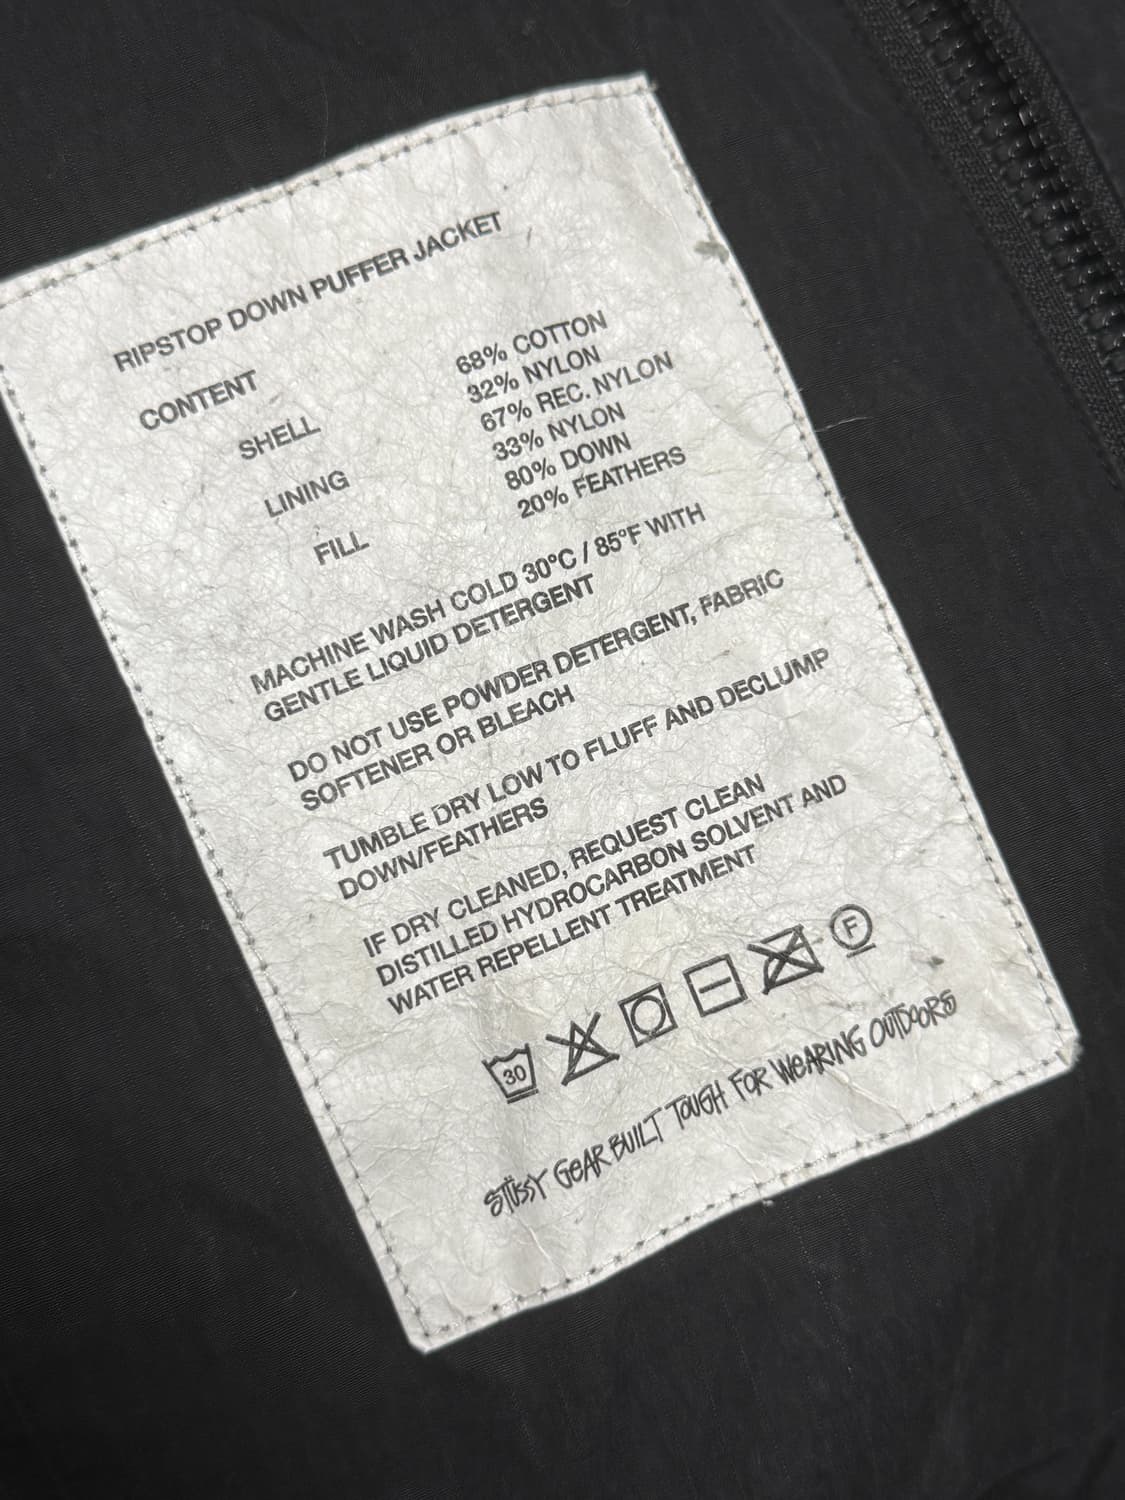 RIPSTOP DOWN PUFFER JACKET
CONTENT
SHELL 68% COTTON
32% NYLON
LINING 67% REC. NYLON
33% NYLON
FILL 80% DOWN
20% FEATHERS
MACHINE WASH COLD 30°C / 85°F WITH
GENTLE LIQUID DETERGENT
DO NOT USE POWDER DETERGENT, FABRIC
SOFTENER OR BLEACH
TUMBLE DRY LOW TO FLUFF AND DECLUMP
DOWN/FEATHERS
IF DRY CLEANED, REQUEST CLEAN
DISTILLED HYDROCARBON SOLVENT AND
WATER REPELLENT TREATMENT
30 F
STÜSSY GEAR BUILT TOUGH FOR WEARING OUTDOORS